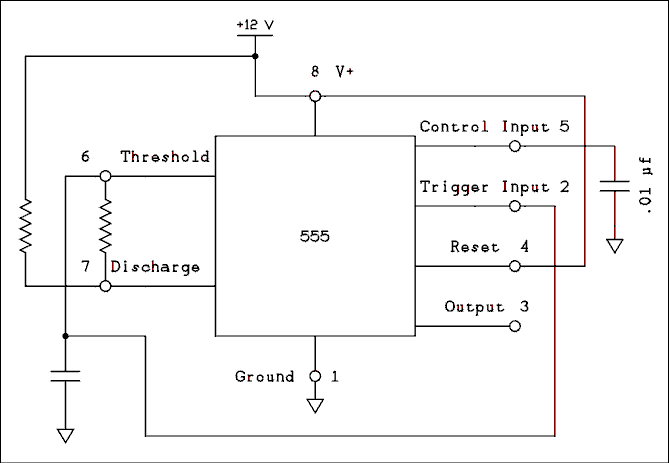 +12 V
8 V+
Control Input 5
6 Threshold
Trigger Input 2
.01 µf
555
Reset 4
7 Discharge
Output 3
Ground 1